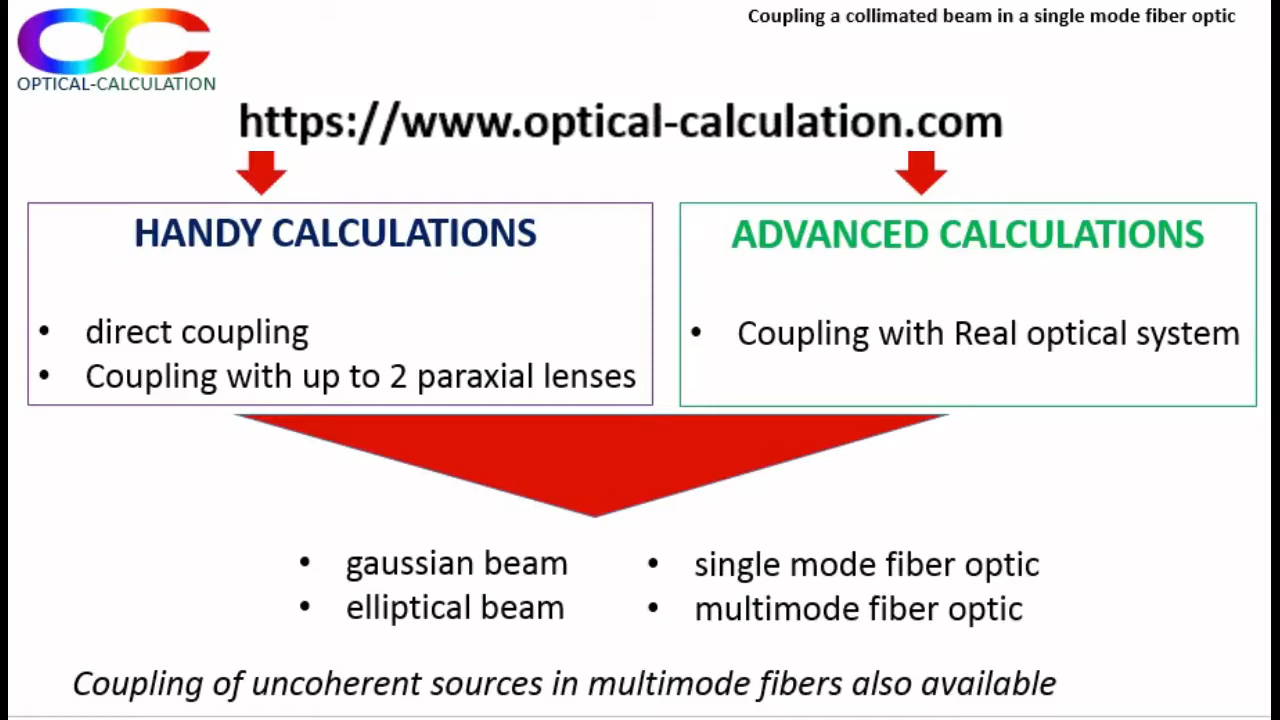 Coupling a collimated beam in a single mode fiber optic
OC
OPTICAL-CALCULATION
https://www.optical-calculation.com
HANDY CALCULATIONS
• direct coupling
• Coupling with up to 2 paraxial lenses
ADVANCED CALCULATIONS
• Coupling with Real optical system
• gaussian beam
• elliptical beam
• single mode fiber optic
• multimode fiber optic
Coupling of uncoherent sources in multimode fibers also available